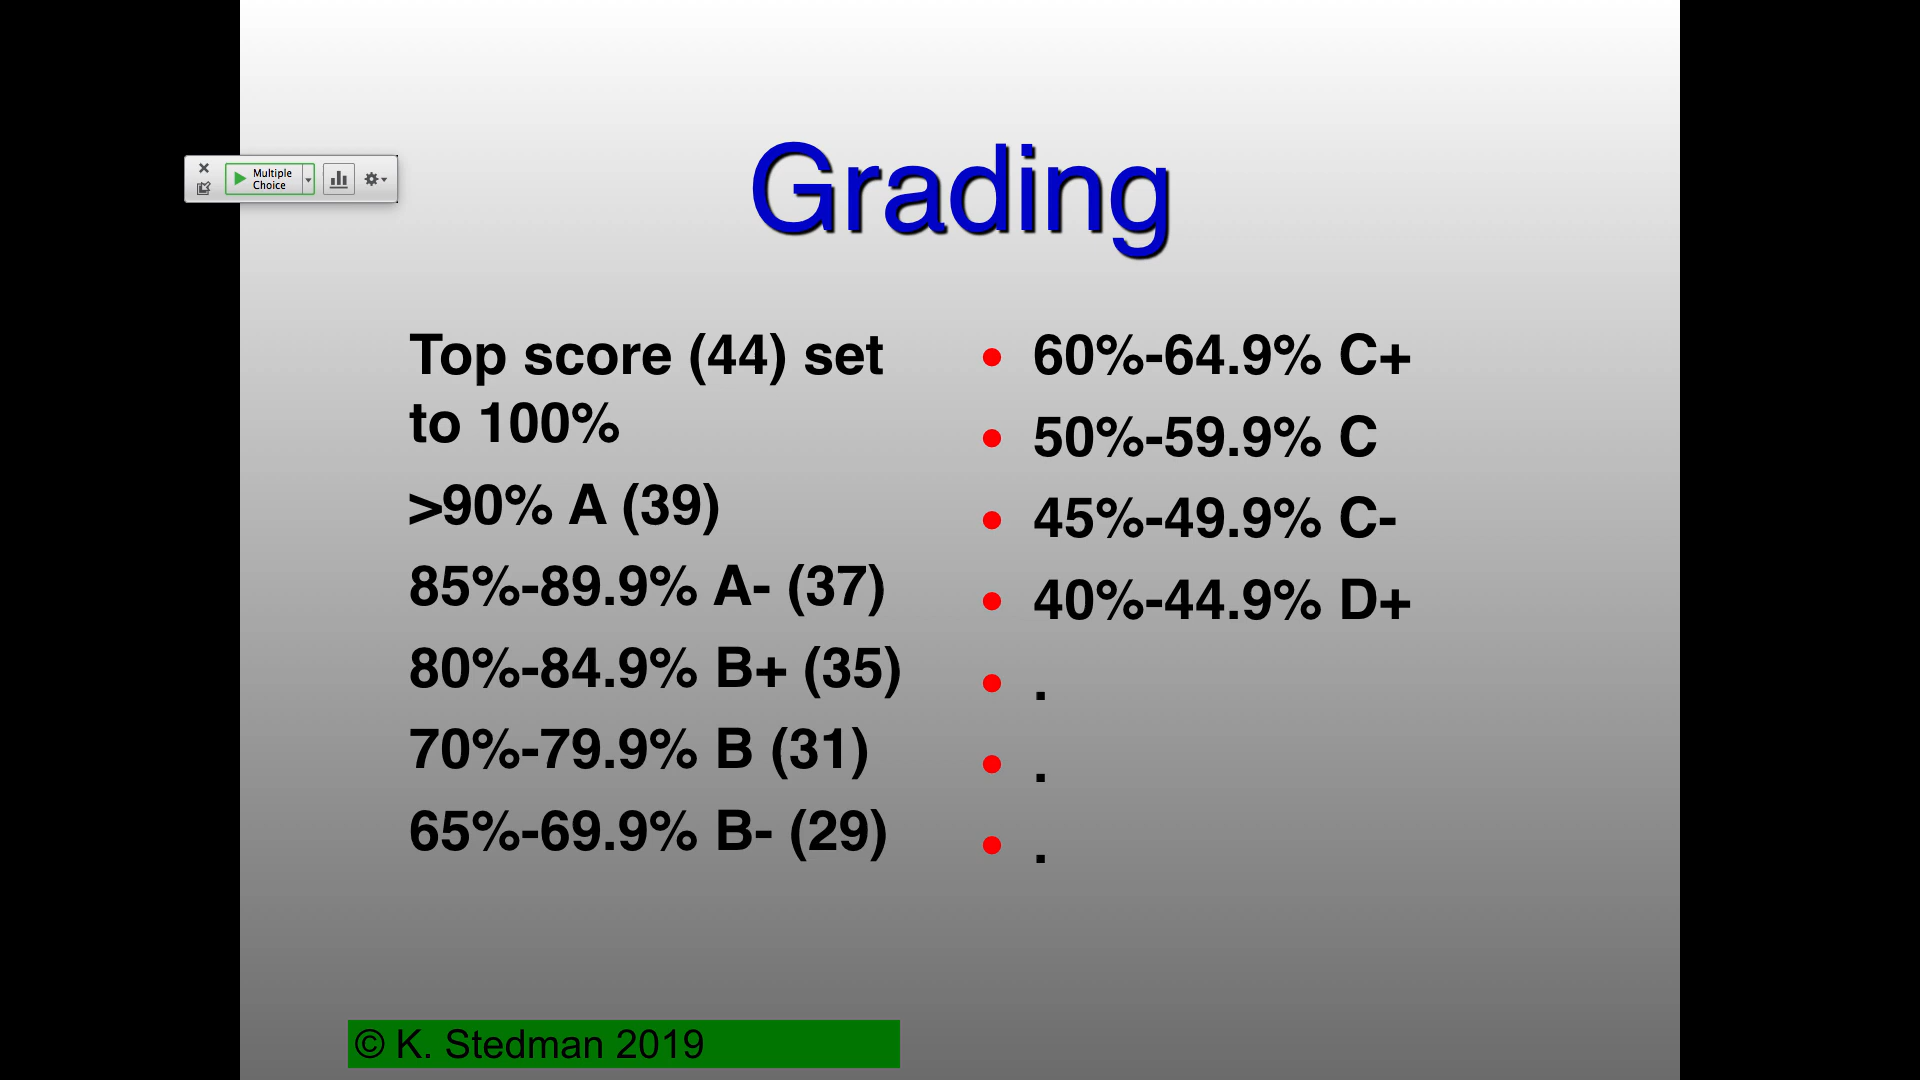 Multiple
Choice
Grading
Top score (44) set
to 100%
>90% A (39)
85%-89.9% A- (37)
80%-84.9% B+ (35)
70%-79.9% B (31)
65%-69.9% B- (29)
• 60%-64.9% C+
• 50%-59.9% C
• 45%-49.9% C-
• 40%-44.9% D+
• .
• .
• .
© K. Stedman 2019